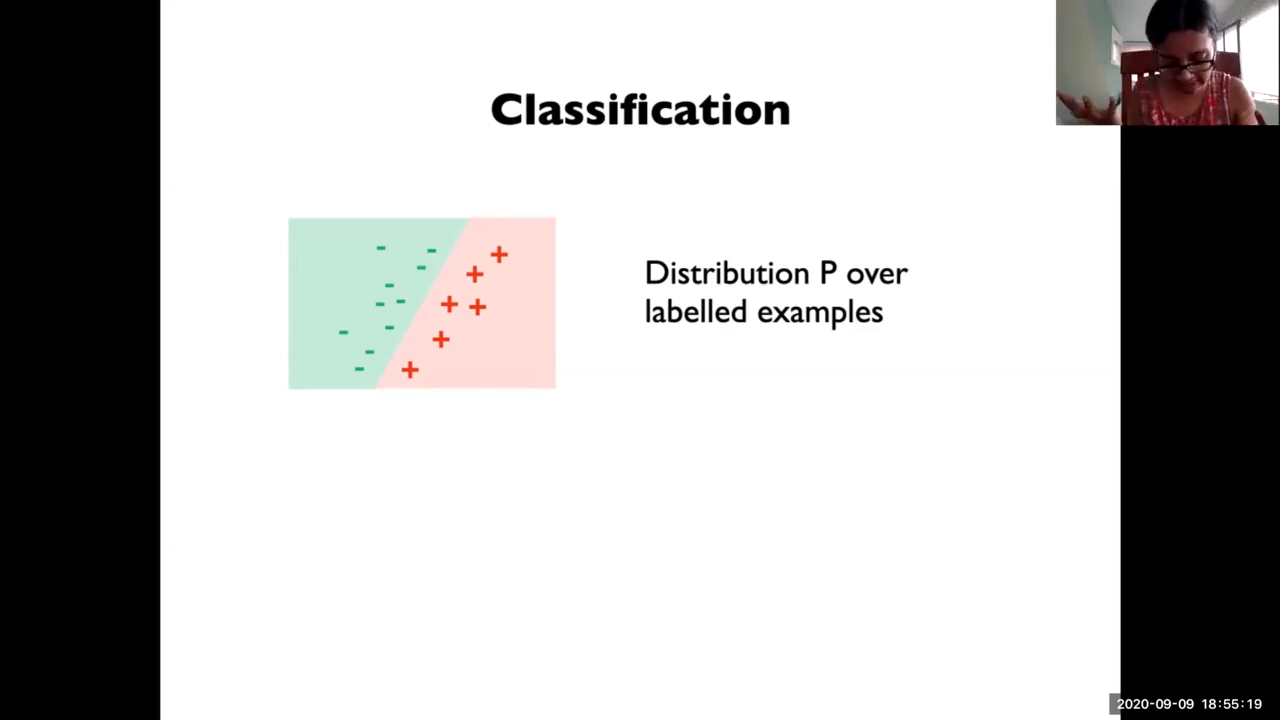 Classification
Distribution P over
labelled examples
2020-09-09 18:55:19